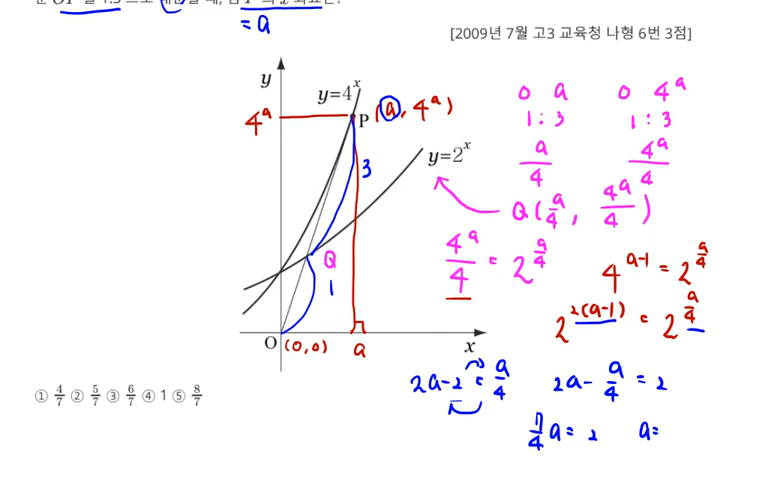 = a
[2009년 7월 고3 교육청 나형 6번 3점]
y
y=4^x
P (a, 4^a)
4^a
0 a 0 4^a
1:3 1:3
a/4 4^a/4
y=2^x
3
Q(a/4, 4^a/4)
Q
4^a/4 = 2^{a/4}
4^{a-1} = 2^{a/4}
1
2^{2(a-1)} = 2^{a/4}
O (0,0) a x
2a-2 = a/4 2a - a/4 = 2
① 4/7 ② 5/7 ③ 6/7 ④ 1 ⑤ 8/7
7/4 a = 2 a=